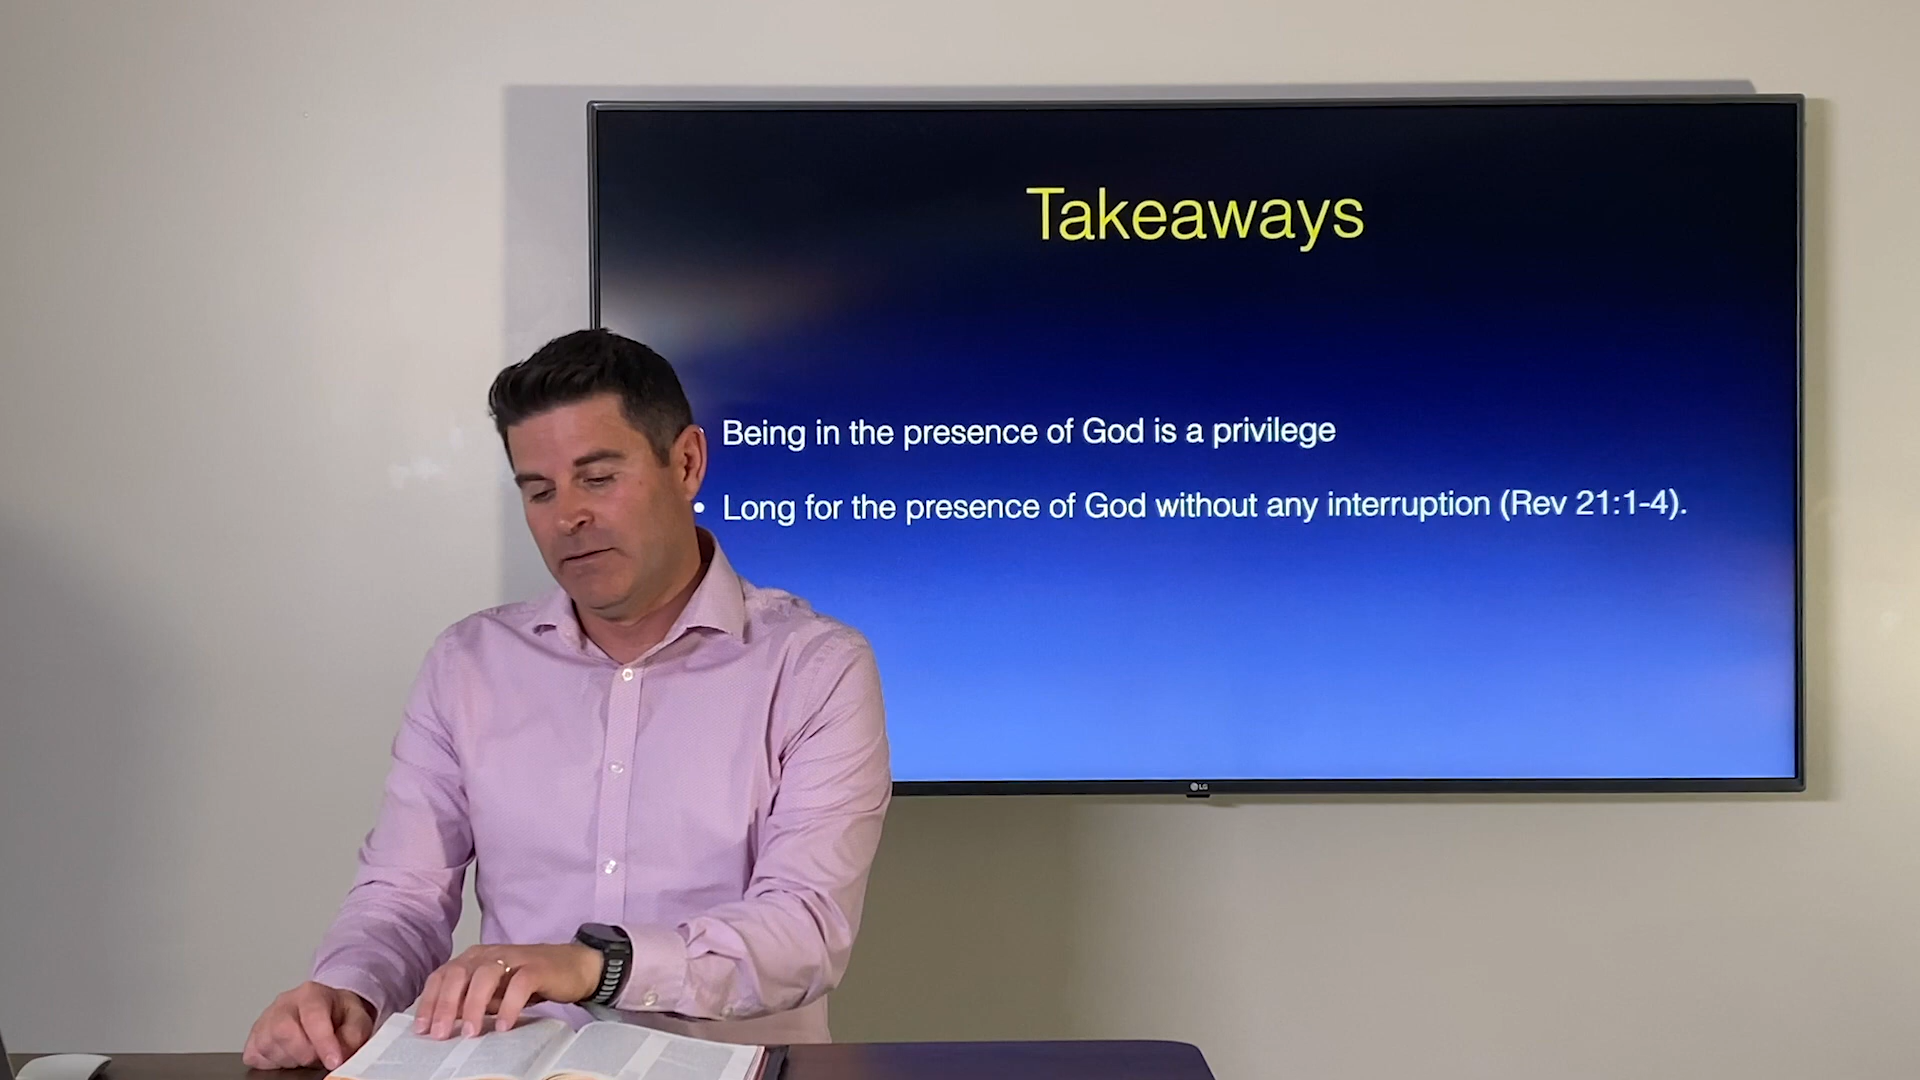 Takeaways
Being in the presence of God is a privilege
• Long for the presence of God without any interruption (Rev 21:1-4).
LG